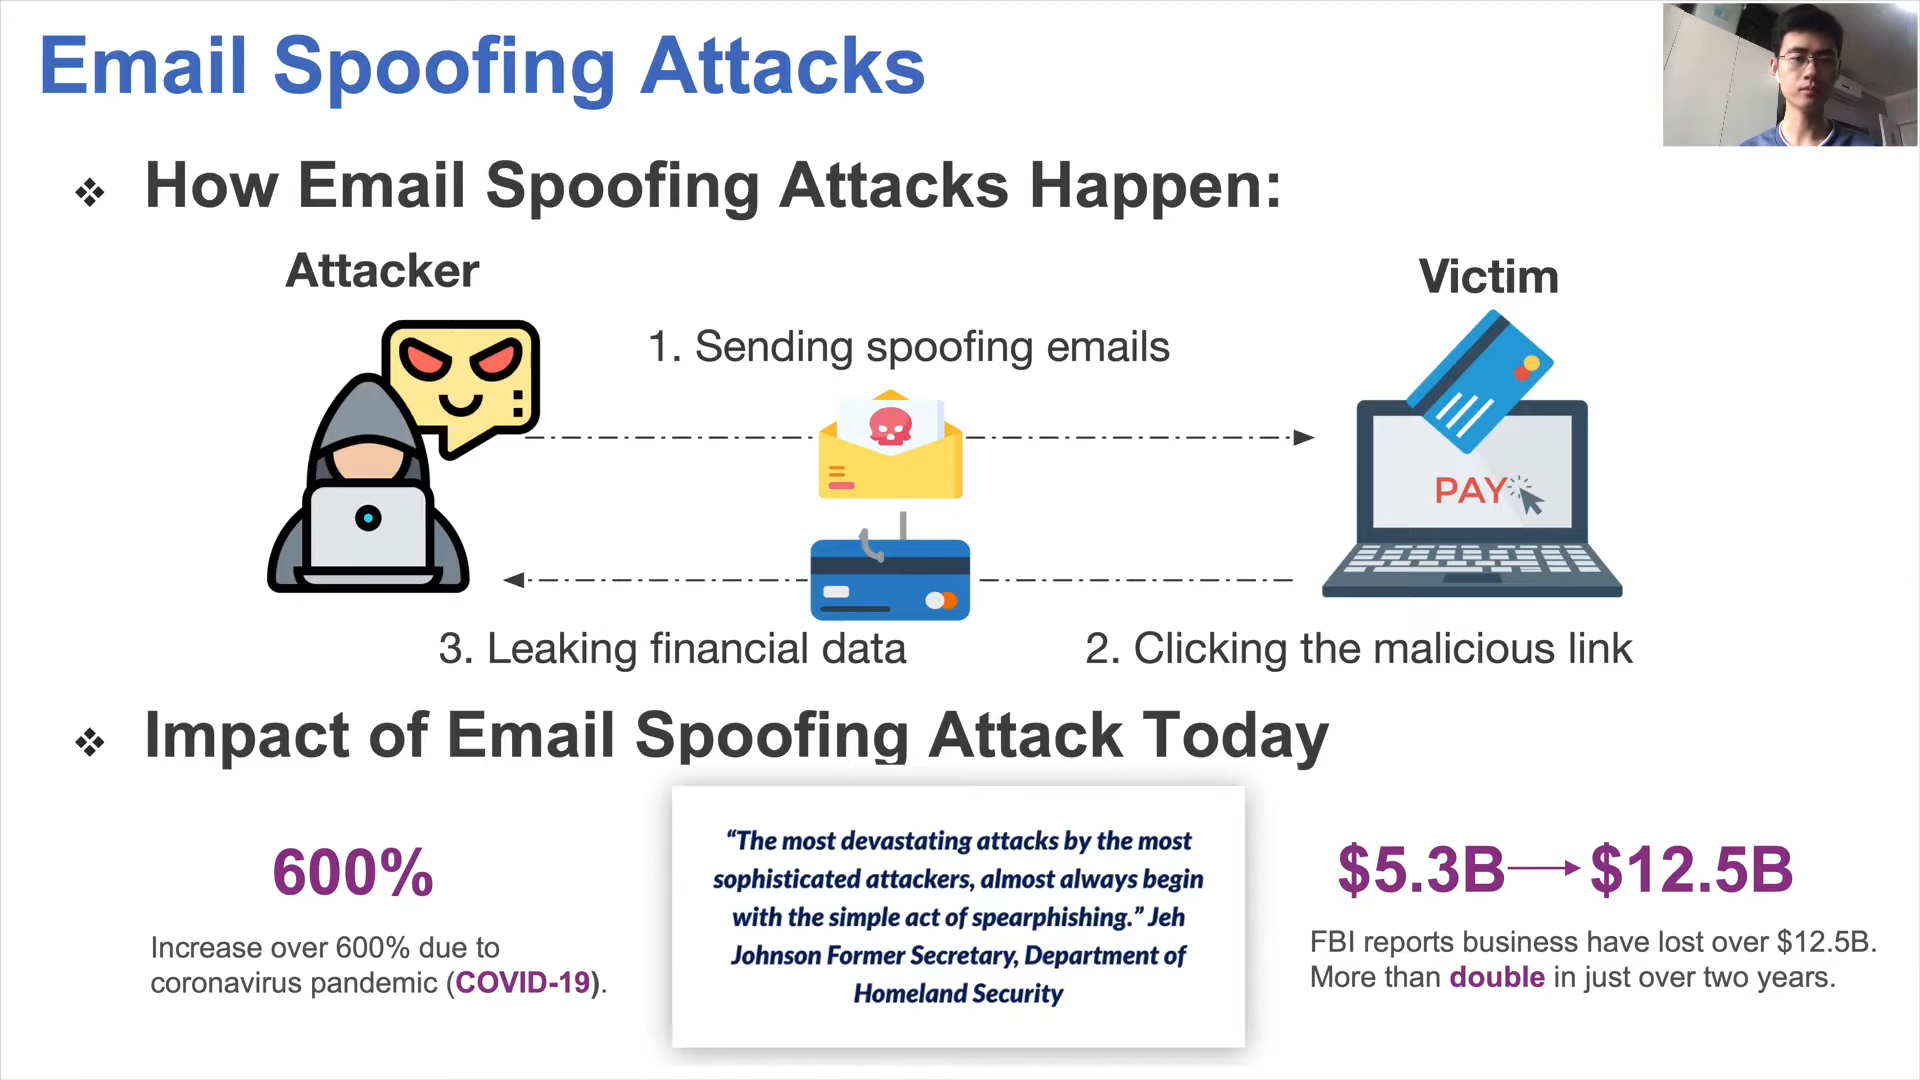 Email Spoofing Attacks
❖ How Email Spoofing Attacks Happen:
Attacker
Victim
1. Sending spoofing emails
PAY
3. Leaking financial data
2. Clicking the malicious link
❖ Impact of Email Spoofing Attack Today
600%
Increase over 600% due to
coronavirus pandemic (COVID-19).
“The most devastating attacks by the most
sophisticated attackers, almost always begin
with the simple act of spearphishing.” Jeh
Johnson Former Secretary, Department of
Homeland Security
$5.3B → $12.5B
FBI reports business have lost over $12.5B.
More than double in just over two years.